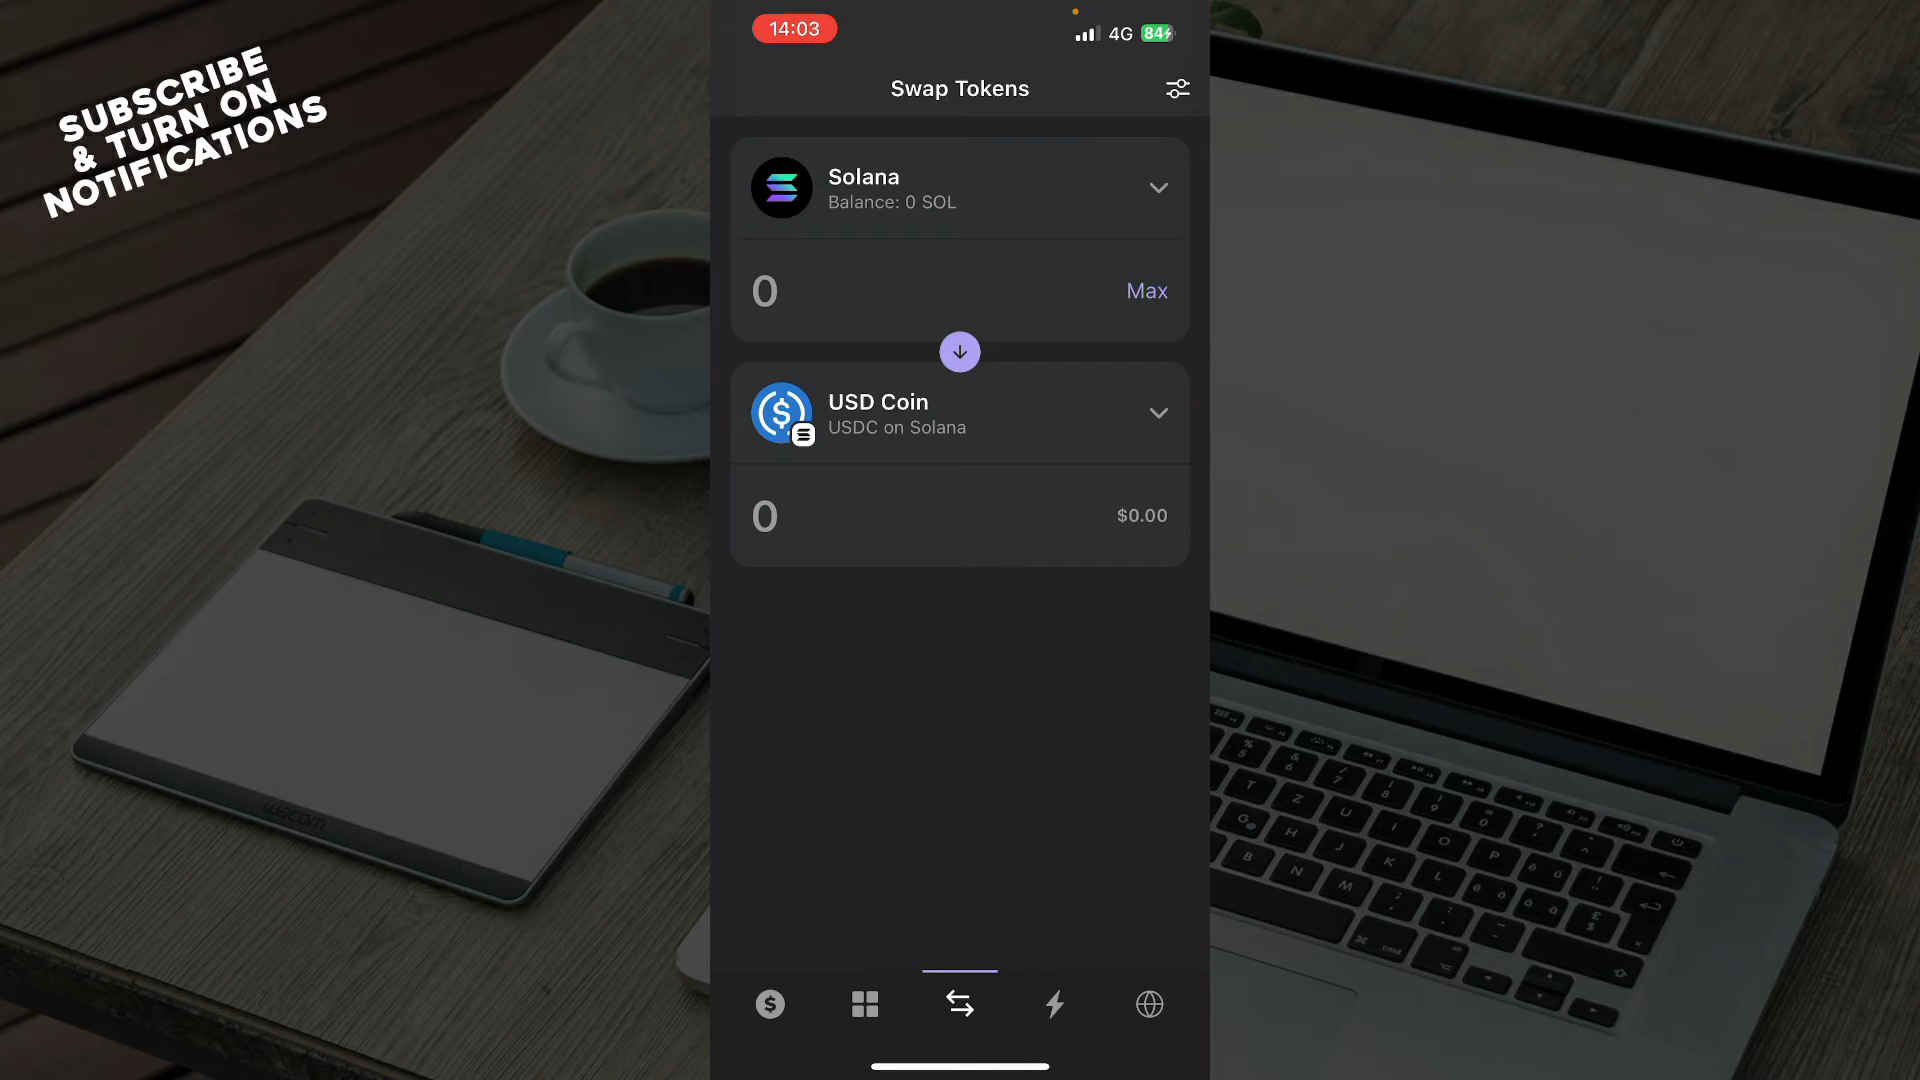 SUBSCRIBE
& TURN ON
NOTIFICATIONS
14:03
4G
84
Swap Tokens
Solana
Balance: 0 SOL
0
Max
USD Coin
USDC on Solana
0
$0.00
wacom